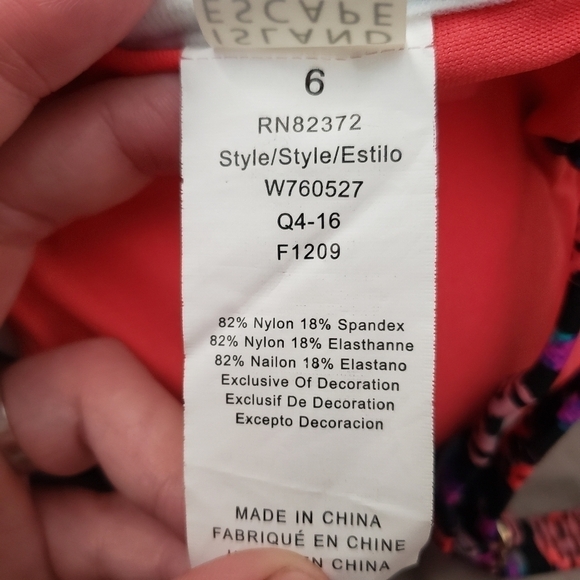 ISLAND
ESCAPE
6
RN82372
Style/Style/Estilo
W760527
Q4-16
F1209
82% Nylon 18% Spandex
82% Nylon 18% Elasthanne
82% Nailon 18% Elastano
Exclusive Of Decoration
Exclusif De Decoration
Excepto Decoracion
MADE IN CHINA
FABRIQUÉ EN CHINE
CHINA